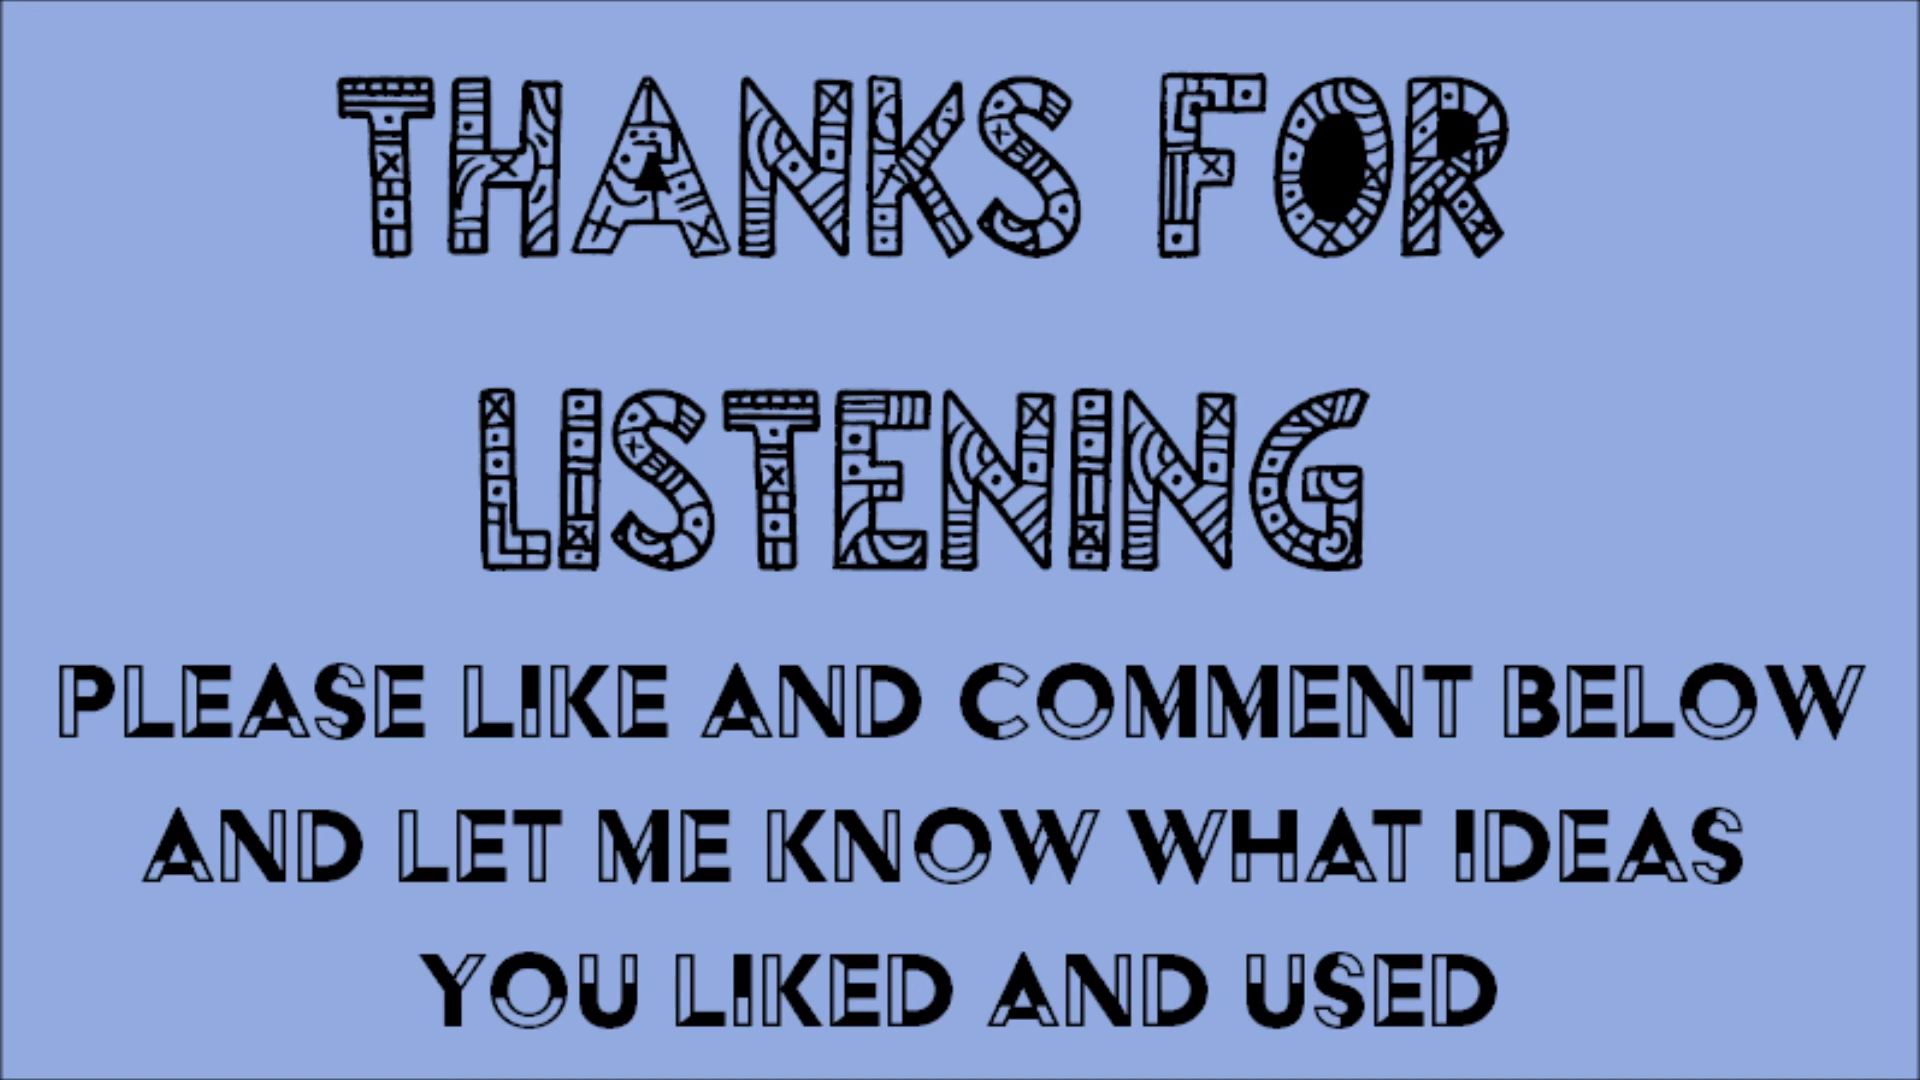 THANKS FOR
LISTENING
PLEASE LIKE AND COMMENT BELOW
AND LET ME KNOW WHAT IDEAS
YOU LIKED AND USED